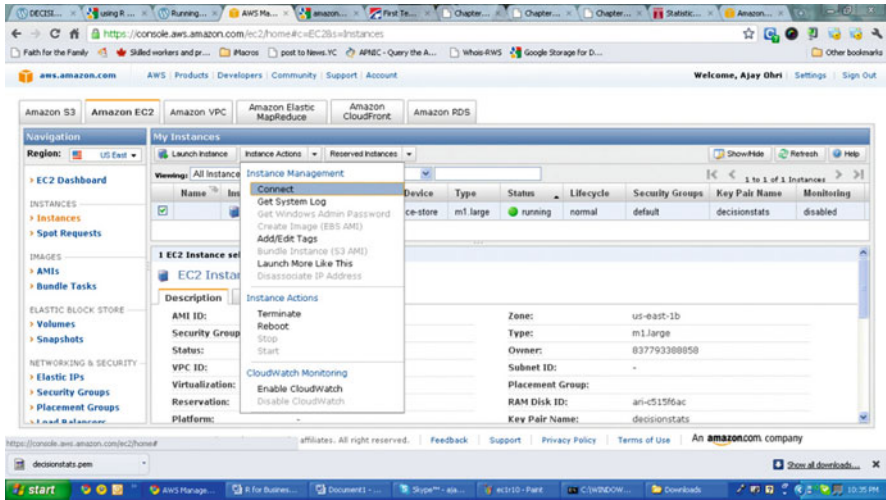 DECISI... using R ... Running... AWS Ma... amazon... First Te... Chapter... Chapter... Chapter... Statistic... Amazon...
https://console.aws.amazon.com/ec2/home#c=EC2&s=Instances
Faith for the Family Skilled workers and pr... Macros post to News.YC APNIC - Query the A... Whois-RWS Google Storage for D... Other bookmarks
aws.amazon.com AWS Products Developers Community Support Account Welcome, Ajay Ohri Settings Sign Out
Amazon S3 Amazon EC2 Amazon VPC Amazon Elastic MapReduce Amazon CloudFront Amazon RDS
Navigation
Region: US East
> EC2 Dashboard
INSTANCES
> Instances
> Spot Requests
IMAGES
> AMIs
> Bundle Tasks
ELASTIC BLOCK STORE
> Volumes
> Snapshots
NETWORKING & SECURITY
> Elastic IPs
> Security Groups
> Placement Groups
> Load Balancers
My Instances
Launch Instance Instance Actions Reserved Instances Show/Hide Refresh Help
Viewing: All Instance 1 to 1 of 1 Instances
Name Ins Device Type Status Lifecycle Security Groups Key Pair Name Monitoring
ce-store m1.large running normal default decisionstats disabled
Instance Management
Connect
Get System Log
Get Windows Admin Password
Create Image (EBS AMI)
Add/Edit Tags
Bundle Instance (S3 AMI)
Launch More Like This
Disassociate IP Address
Instance Actions
Terminate
Reboot
Stop
Start
CloudWatch Monitoring
Enable CloudWatch
Disable CloudWatch
1 EC2 Instance sel
EC2 Instan
Description
AMI ID: Zone: us-east-1b
Security Group Type: m1.large
Status: Owner: 837793308858
VPC ID: Subnet ID: -
Virtualization: Placement Group:
Reservation: RAM Disk ID: ari-c515f6ac
Platform: - Key Pair Name: decisionstats
https://console.aws.amazon.com/ec2/home# affiliates. All right reserved. Feedback Support Privacy Policy Terms of Use An amazon.com company
decisionstats.pem Show all downloads...
start AWS Manage... R for Busines... Document1 - ... Skype™ - aja... ec1r10 - Paint C:\WINDOW... Downloads 10:35 PM